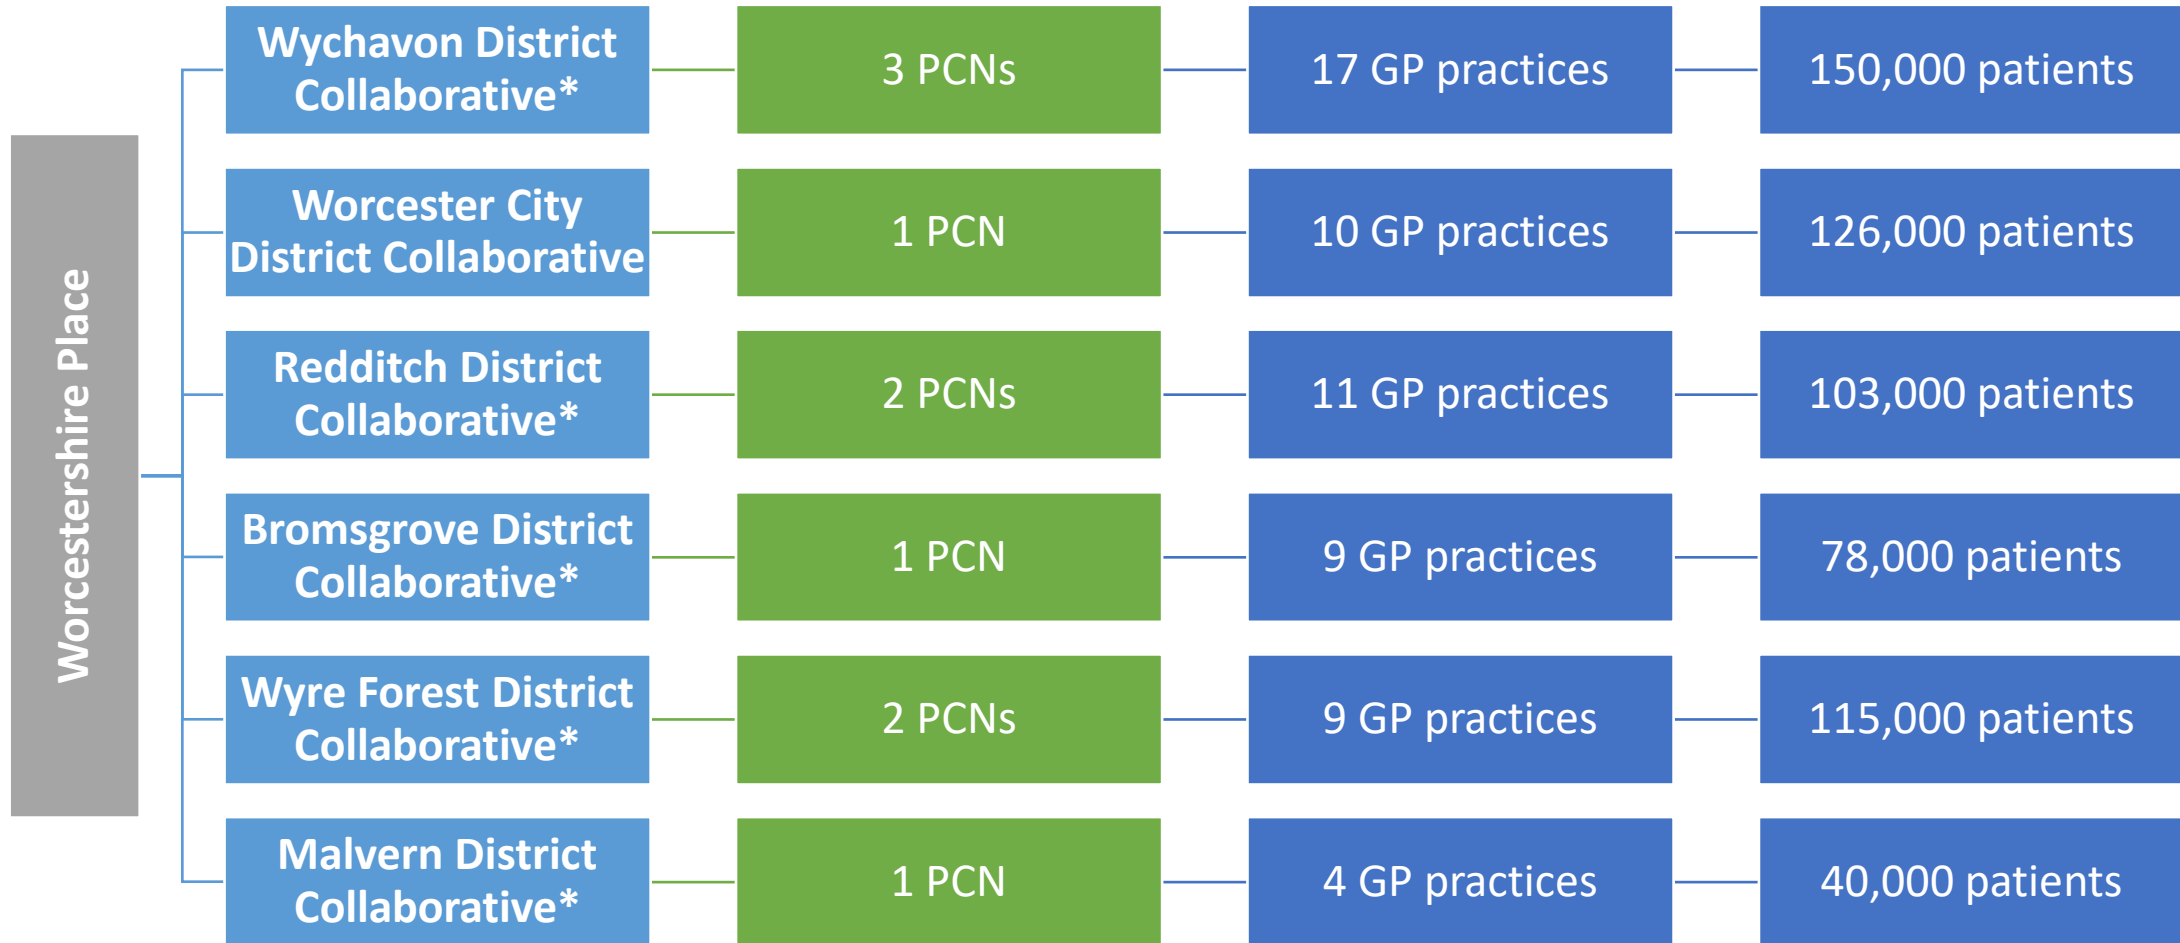 Worcestershire Place
Wychavon District
Collaborative*
3 PCNs
17 GP practices
150,000 patients
Worcester City
District Collaborative
1 PCN
10 GP practices
126,000 patients
Redditch District
Collaborative*
2 PCNs
11 GP practices
103,000 patients
Bromsgrove District
Collaborative*
1 PCN
9 GP practices
78,000 patients
Wyre Forest District
Collaborative*
2 PCNs
9 GP practices
115,000 patients
Malvern District
Collaborative*
1 PCN
4 GP practices
40,000 patients